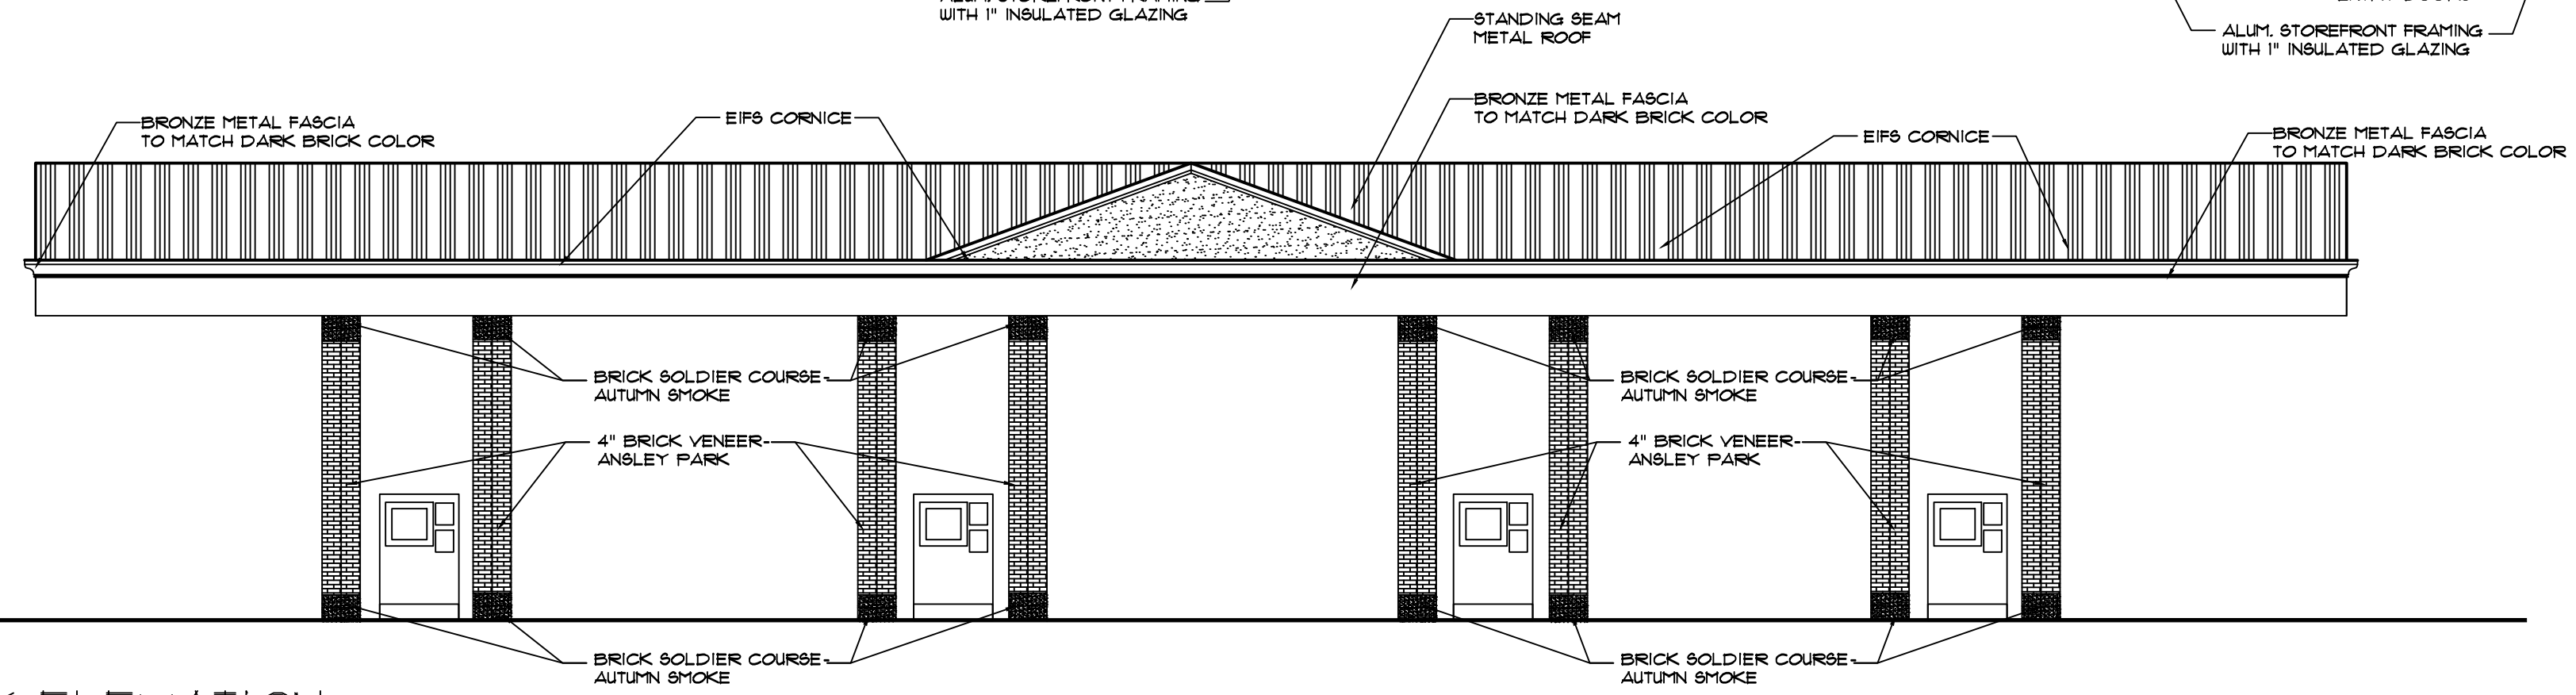 WITH 1" INSULATED GLAZING
STANDING SEAM
METAL ROOF
ALUM. STOREFRONT FRAMING
WITH 1" INSULATED GLAZING
BRONZE METAL FASCIA
TO MATCH DARK BRICK COLOR
EIFS CORNICE
BRONZE METAL FASCIA
TO MATCH DARK BRICK COLOR
EIFS CORNICE
BRONZE METAL FASCIA
TO MATCH DARK BRICK COLOR
BRICK SOLDIER COURSE-
AUTUMN SMOKE
BRICK SOLDIER COURSE-
AUTUMN SMOKE
4" BRICK VENEER-
ANSLEY PARK
4" BRICK VENEER-
ANSLEY PARK
BRICK SOLDIER COURSE-
AUTUMN SMOKE
BRICK SOLDIER COURSE-
AUTUMN SMOKE